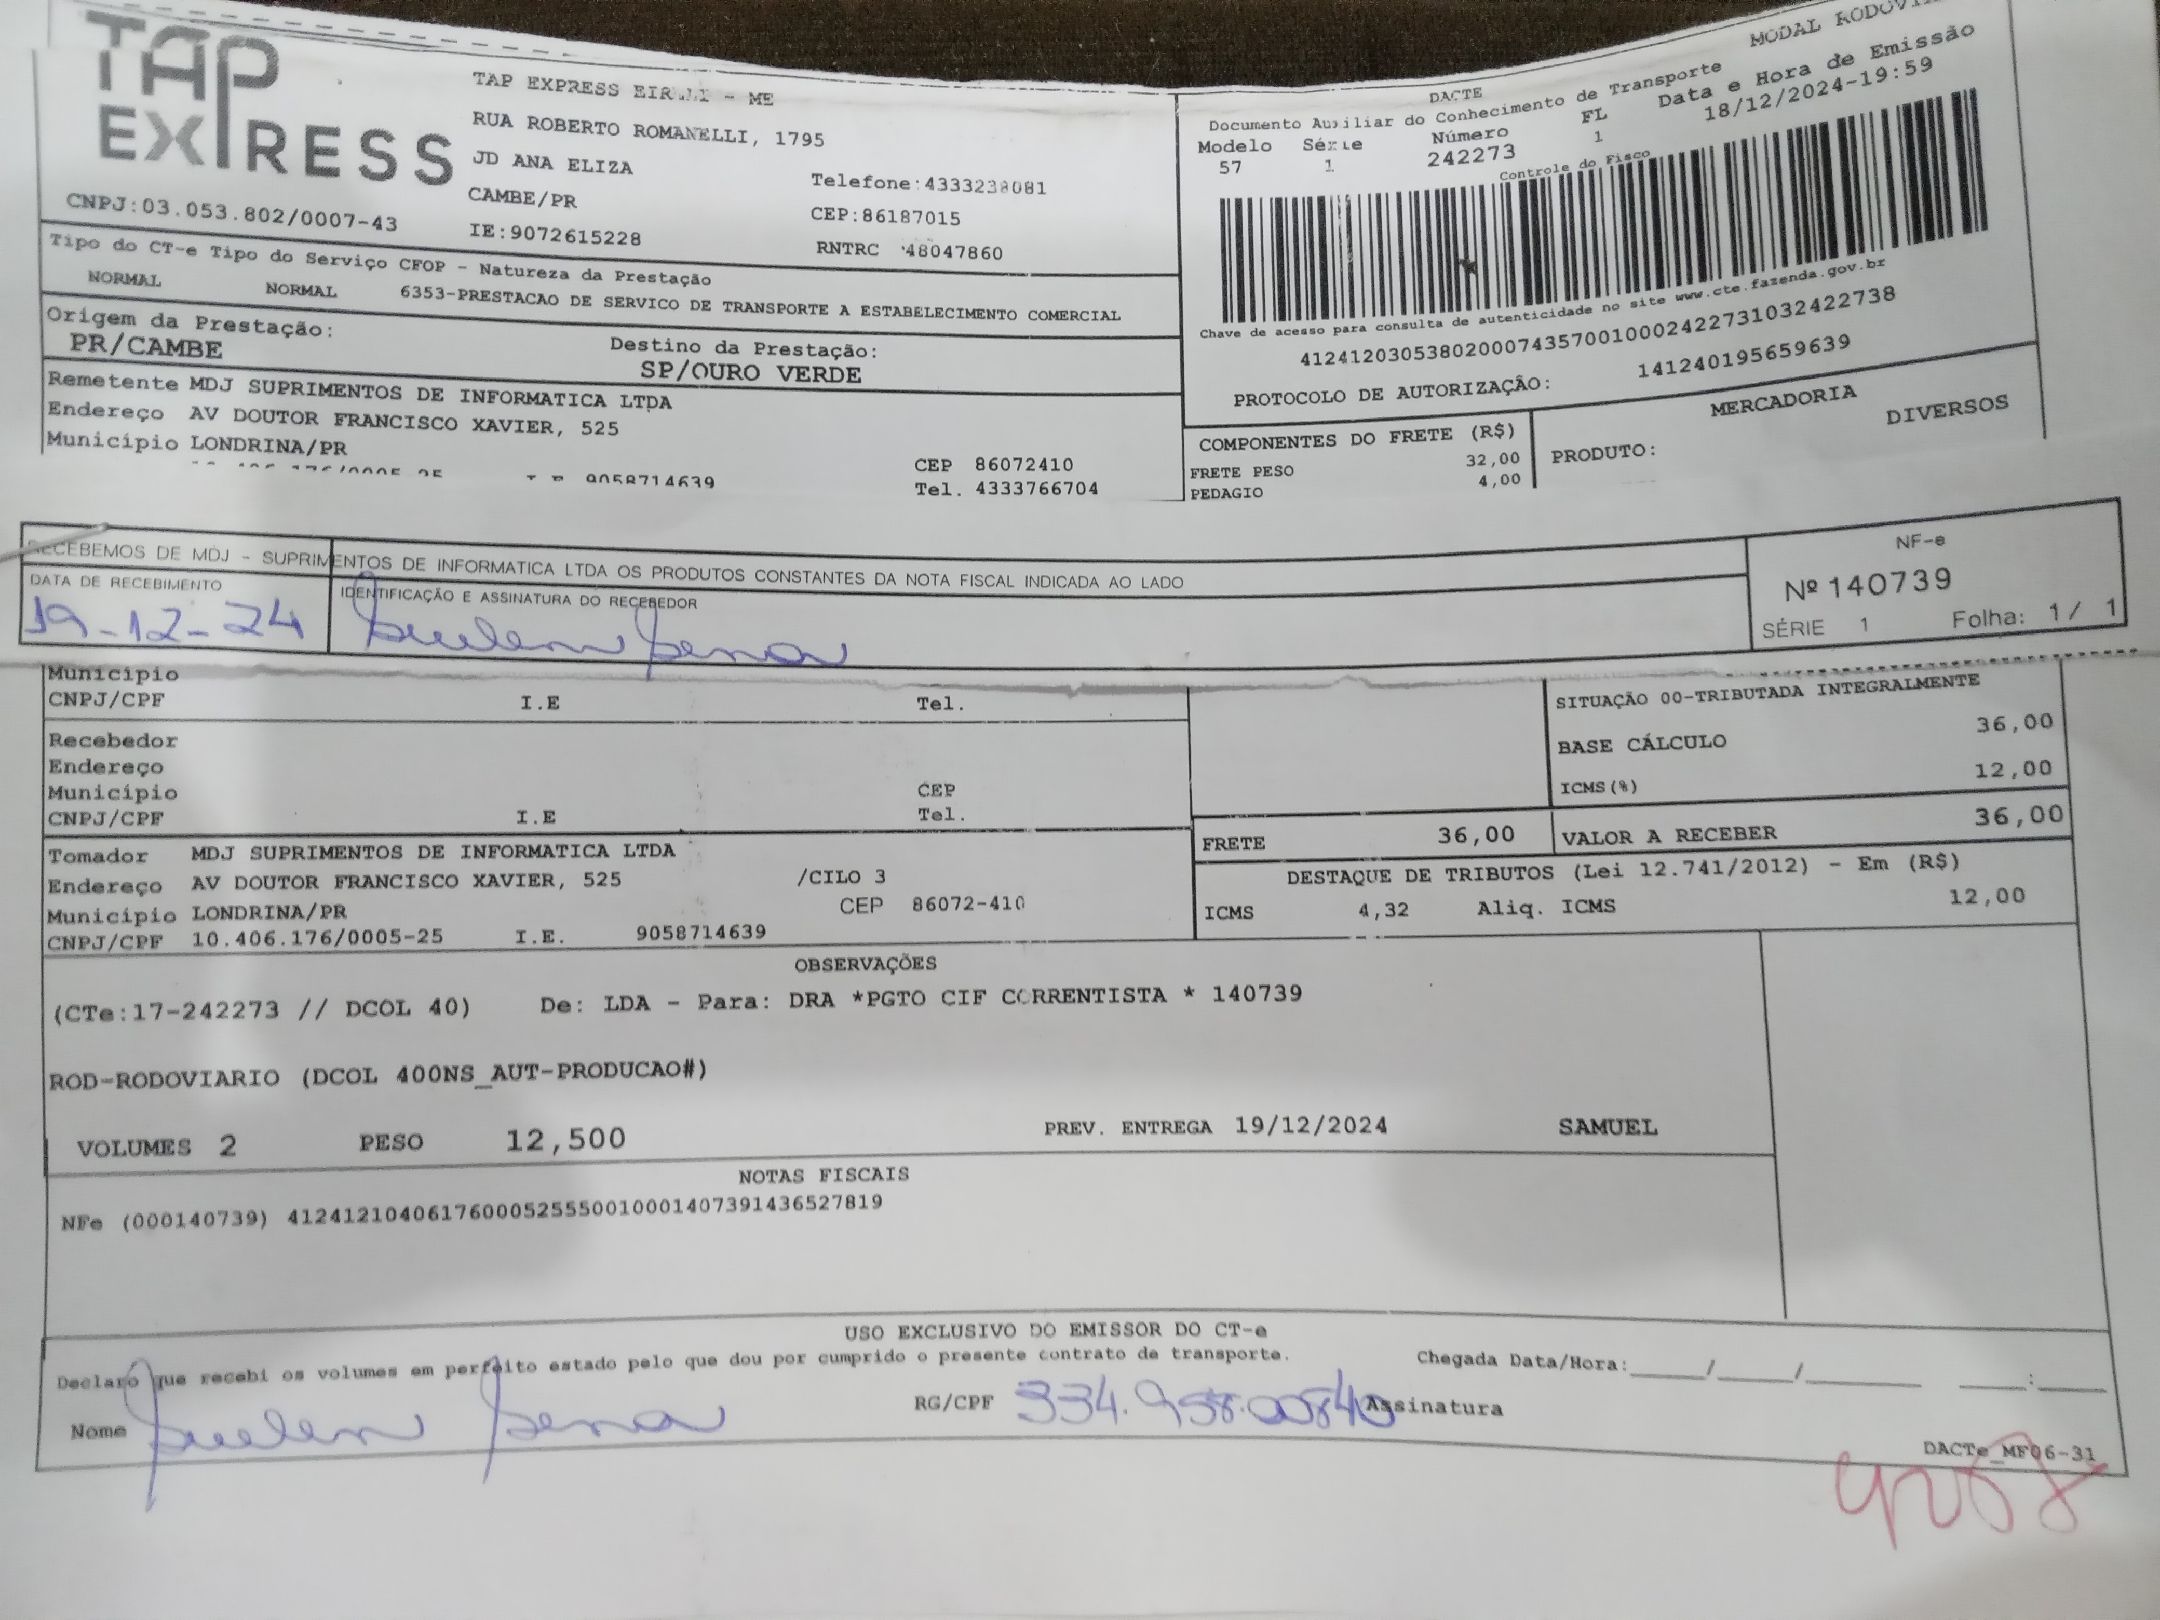 TAP EXPRESS
TAP EXPRESS EIRELI - ME
RUA ROBERTO ROMANELLI, 1795
JD ANA ELIZA
CAMBE/PR
Telefone:4333238081
CEP:86187015
CNPJ:03.053.802/0007-43
IE:9072615228
RNTRC 48047860
MODAL RODOVI
DACTE
Documento Auxiliar do Conhecimento de Transporte
Data e Hora de Emissão
18/12/2024-19:59
Modelo Série Número FL
57 1 242273 1
Controle do Fisco
Chave de acesso para consulta de autenticidade no site www.cte.fazenda.gov.br
41241203053802000743570010002422731032422738
PROTOCOLO DE AUTORIZAÇÃO: 141240195659639
Tipo do CT-e Tipo do Serviço CFOP - Natureza da Prestação
NORMAL NORMAL 6353-PRESTACAO DE SERVICO DE TRANSPORTE A ESTABELECIMENTO COMERCIAL
Origem da Prestação:
PR/CAMBE
Destino da Prestação:
SP/OURO VERDE
Remetente MDJ SUPRIMENTOS DE INFORMATICA LTDA
Endereço AV DOUTOR FRANCISCO XAVIER, 525
Município LONDRINA/PR
CEP 86072410
9058714639
Tel. 4333766704
COMPONENTES DO FRETE (R$)
FRETE PESO 32,00
PEDAGIO 4,00
MERCADORIA
PRODUTO: DIVERSOS
RECEBEMOS DE MDJ - SUPRIMENTOS DE INFORMATICA LTDA OS PRODUTOS CONSTANTES DA NOTA FISCAL INDICADA AO LADO
DATA DE RECEBIMENTO
19-12-24
IDENTIFICAÇÃO E ASSINATURA DO RECEBEDOR
NF-e
Nº 140739
SÉRIE 1 Folha: 1 / 1
Município
CNPJ/CPF I.E Tel.
Recebedor
Endereço
Município CEP
CNPJ/CPF I.E Tel.
SITUAÇÃO 00-TRIBUTADA INTEGRALMENTE
BASE CÁLCULO 36,00
ICMS(%) 12,00
FRETE 36,00 VALOR A RECEBER 36,00
Tomador MDJ SUPRIMENTOS DE INFORMATICA LTDA
Endereço AV DOUTOR FRANCISCO XAVIER, 525 /CILO 3
Município LONDRINA/PR CEP 86072-410
CNPJ/CPF 10.406.176/0005-25 I.E. 9058714639
DESTAQUE DE TRIBUTOS (Lei 12.741/2012) - Em (R$)
ICMS 4,32 Aliq. ICMS 12,00
OBSERVAÇÕES
(CTe:17-242273 // DCOL 40) De: LDA - Para: DRA *PGTO CIF CORRENTISTA * 140739
ROD-RODOVIARIO (DCOL 400NS_AUT-PRODUCAO#)
VOLUMES 2 PESO 12,500 PREV. ENTREGA 19/12/2024 SAMUEL
NOTAS FISCAIS
NFe (000140739) 41241210406176000525550010001407391436527819
USO EXCLUSIVO DO EMISSOR DO CT-e
Declaro que recebi os volumes em perfeito estado pelo que dou por cumprido o presente contrato de transporte.
Chegada Data/Hora:____/____/______ ___:___
Nome
RG/CPF
Assinatura
DACTe_MF06-31